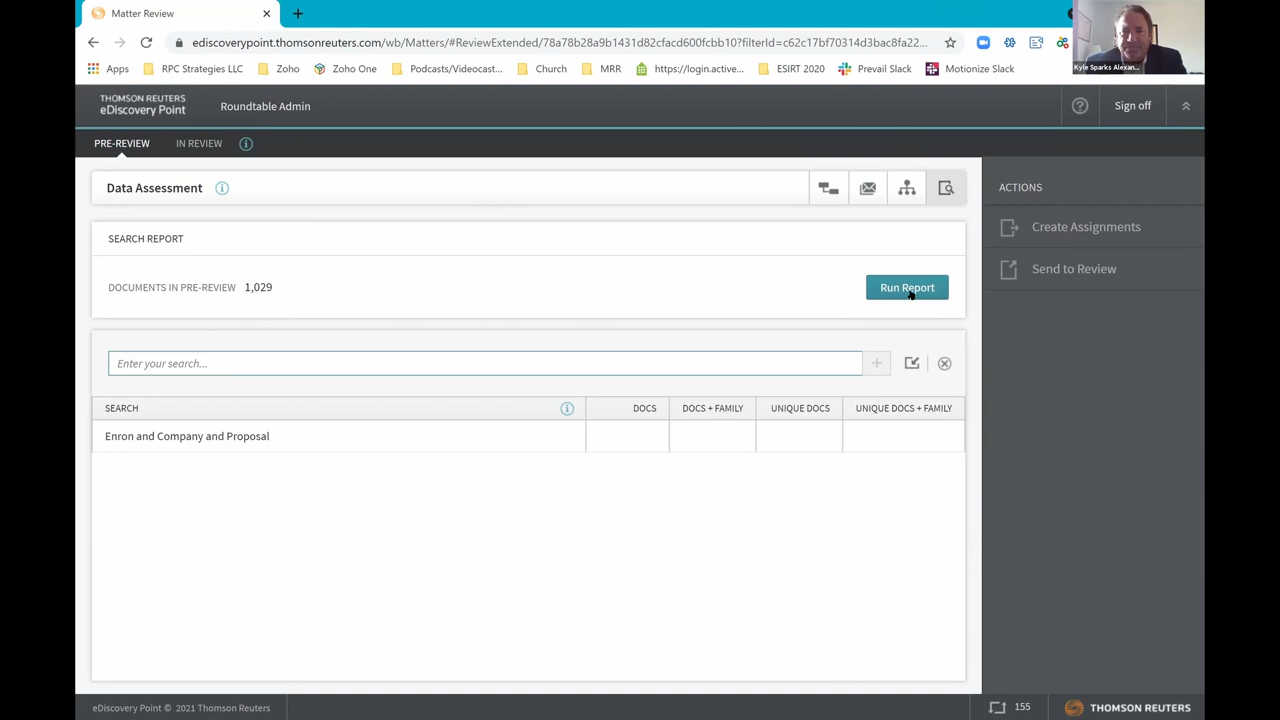 Matter Review
ediscoverypoint.thomsonreuters.com/wb/Matters/#ReviewExtended/78a78b28a9b1431d82cfacd600fcbb10?filterId=c62c17bf70314d3bac8fa22...
Apps RPC Strategies LLC Zoho Zoho One Podcasts/Videocast... Church MRR https://login.active... ESIRT 2020 Prevail Slack Motionize Slack
Kyle Sparks Alexan...
THOMSON REUTERS
eDiscovery Point
Roundtable Admin
Sign off
PRE-REVIEW IN REVIEW
Data Assessment
ACTIONS
Create Assignments
Send to Review
SEARCH REPORT
DOCUMENTS IN PRE-REVIEW 1,029
Run Report
Enter your search...
SEARCH DOCS DOCS + FAMILY UNIQUE DOCS UNIQUE DOCS + FAMILY
Enron and Company and Proposal
eDiscovery Point © 2021 Thomson Reuters
155
THOMSON REUTERS